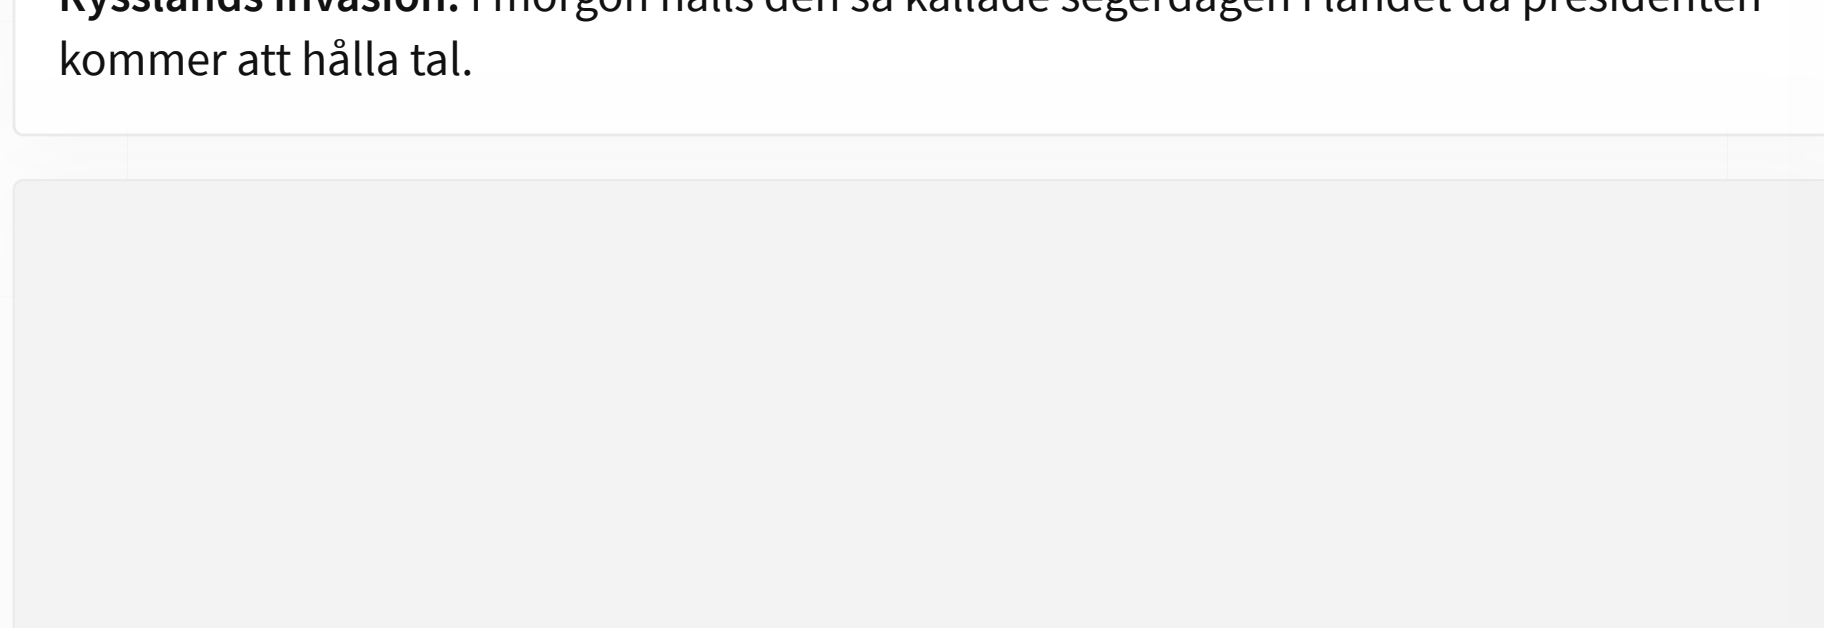 Rysslands invasion. I morgon hålls den så kallade segerdagen i landet då presidenten
kommer att hålla tal.